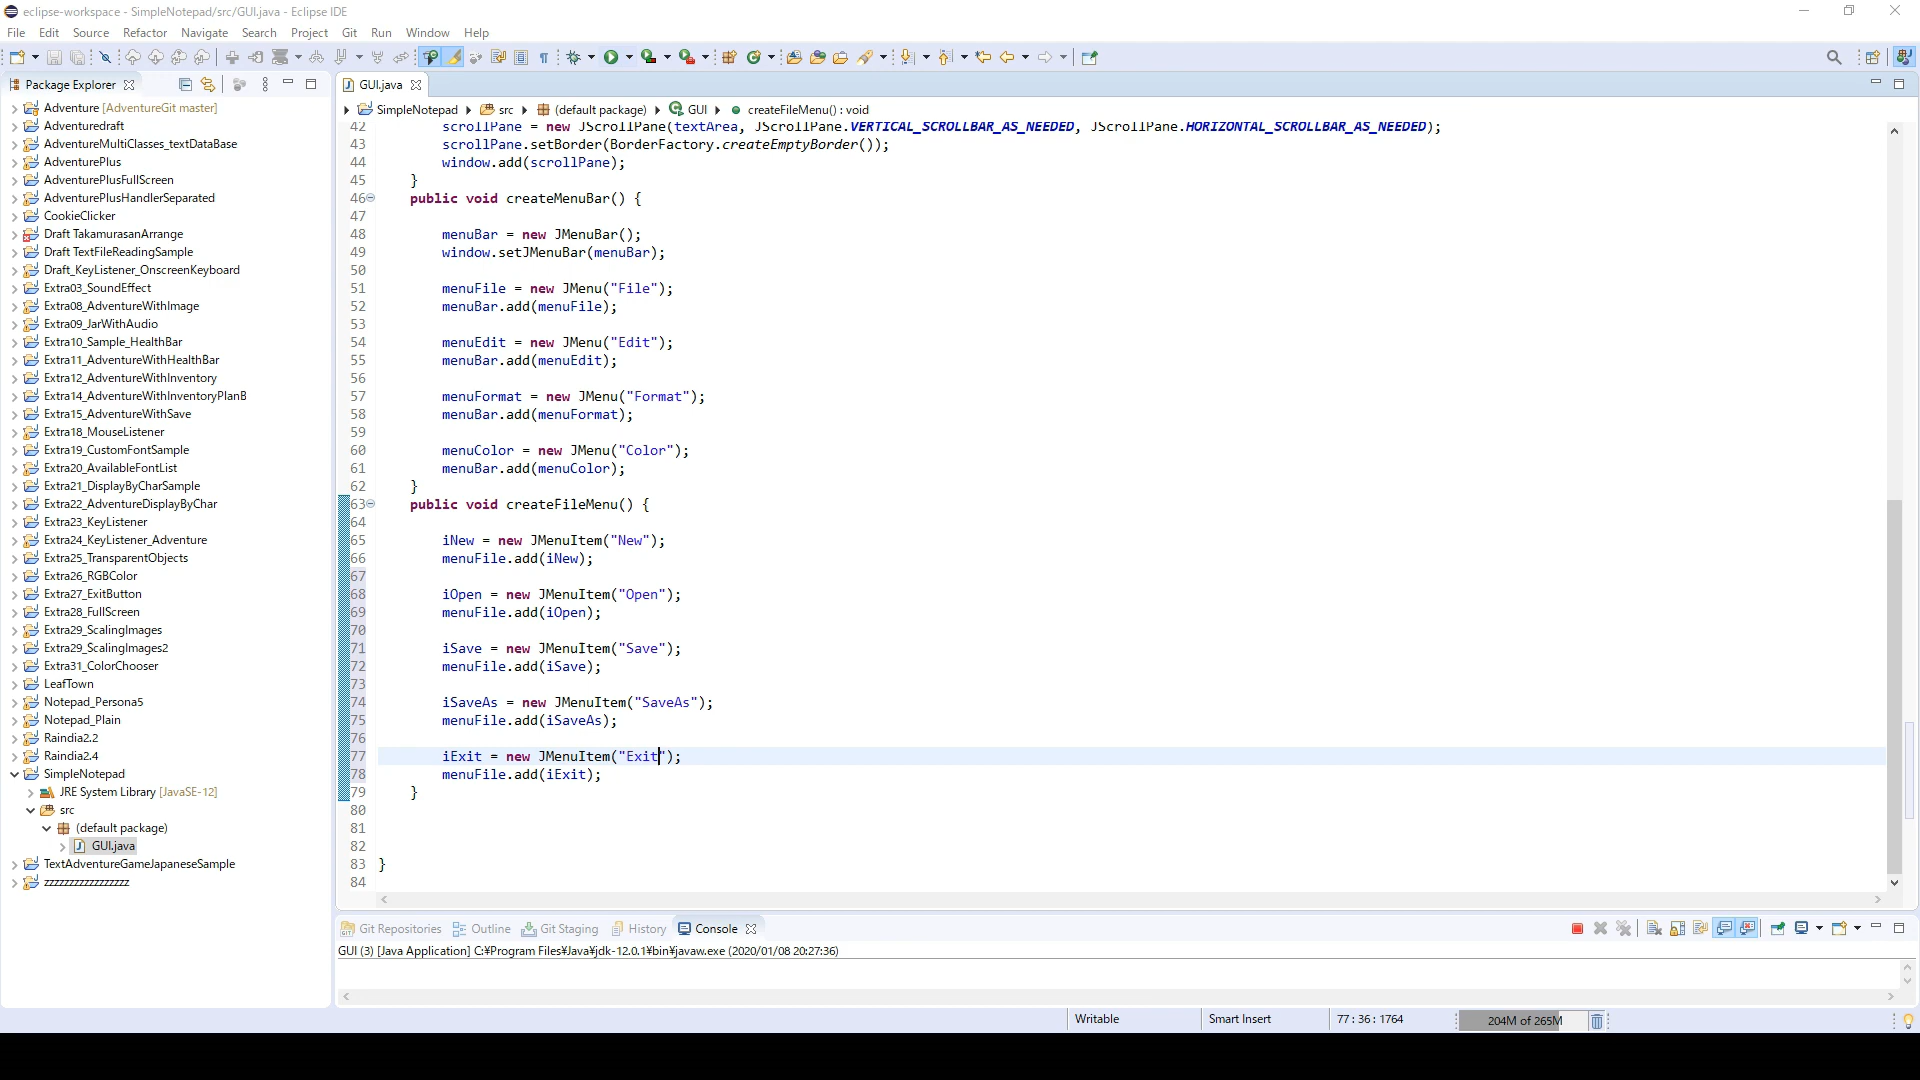 eclipse-workspace - SimpleNotepad/src/GUI.java - Eclipse IDE
File Edit Source Refactor Navigate Search Project Git Run Window Help
Package Explorer
GUI.java
SimpleNotepad src (default package) GUI createFileMenu() : void
Adventure [AdventureGit master]
Adventuredraft
AdventureMultiClasses_textDataBase
AdventurePlus
AdventurePlusFullScreen
AdventurePlusHandlerSeparated
CookieClicker
Draft TakamurasanArrange
Draft TextFileReadingSample
Draft_KeyListener_OnscreenKeyboard
Extra03_SoundEffect
Extra08_AdventureWithImage
Extra09_JarWithAudio
Extra10_Sample_HealthBar
Extra11_AdventureWithHealthBar
Extra12_AdventureWithInventory
Extra14_AdventureWithInventoryPlanB
Extra15_AdventureWithSave
Extra18_MouseListener
Extra19_CustomFontSample
Extra20_AvailableFontList
Extra21_DisplayByCharSample
Extra22_AdventureDisplayByChar
Extra23_KeyListener
Extra24_KeyListener_Adventure
Extra25_TransparentObjects
Extra26_RGBColor
Extra27_ExitButton
Extra28_FullScreen
Extra29_ScalingImages
Extra29_ScalingImages2
Extra31_ColorChooser
LeafTown
Notepad_Persona5
Notepad_Plain
Raindia2.2
Raindia2.4
SimpleNotepad
JRE System Library [JavaSE-12]
src
(default package)
GUI.java
TextAdventureGameJapaneseSample
zzzzzzzzzzzzzzzzz
42 scrollPane = new JScrollPane(textArea, JScrollPane.VERTICAL_SCROLLBAR_AS_NEEDED, JScrollPane.HORIZONTAL_SCROLLBAR_AS_NEEDED);
43 scrollPane.setBorder(BorderFactory.createEmptyBorder());
44 window.add(scrollPane);
45 }
46 public void createMenuBar() {
47
48 menuBar = new JMenuBar();
49 window.setJMenuBar(menuBar);
50
51 menuFile = new JMenu("File");
52 menuBar.add(menuFile);
53
54 menuEdit = new JMenu("Edit");
55 menuBar.add(menuEdit);
56
57 menuFormat = new JMenu("Format");
58 menuBar.add(menuFormat);
59
60 menuColor = new JMenu("Color");
61 menuBar.add(menuColor);
62 }
63 public void createFileMenu() {
64
65 iNew = new JMenuItem("New");
66 menuFile.add(iNew);
67
68 iOpen = new JMenuItem("Open");
69 menuFile.add(iOpen);
70
71 iSave = new JMenuItem("Save");
72 menuFile.add(iSave);
73
74 iSaveAs = new JMenuItem("SaveAs");
75 menuFile.add(iSaveAs);
76
77 iExit = new JMenuItem("Exit");
78 menuFile.add(iExit);
79 }
80
81
82
83 }
84
Git Repositories Outline Git Staging History Console
GUI (3) [Java Application] C:¥Program Files¥Java¥jdk-12.0.1¥bin¥javaw.exe (2020/01/08 20:27:36)
Writable Smart Insert 77 : 36 : 1764 204M of 265M